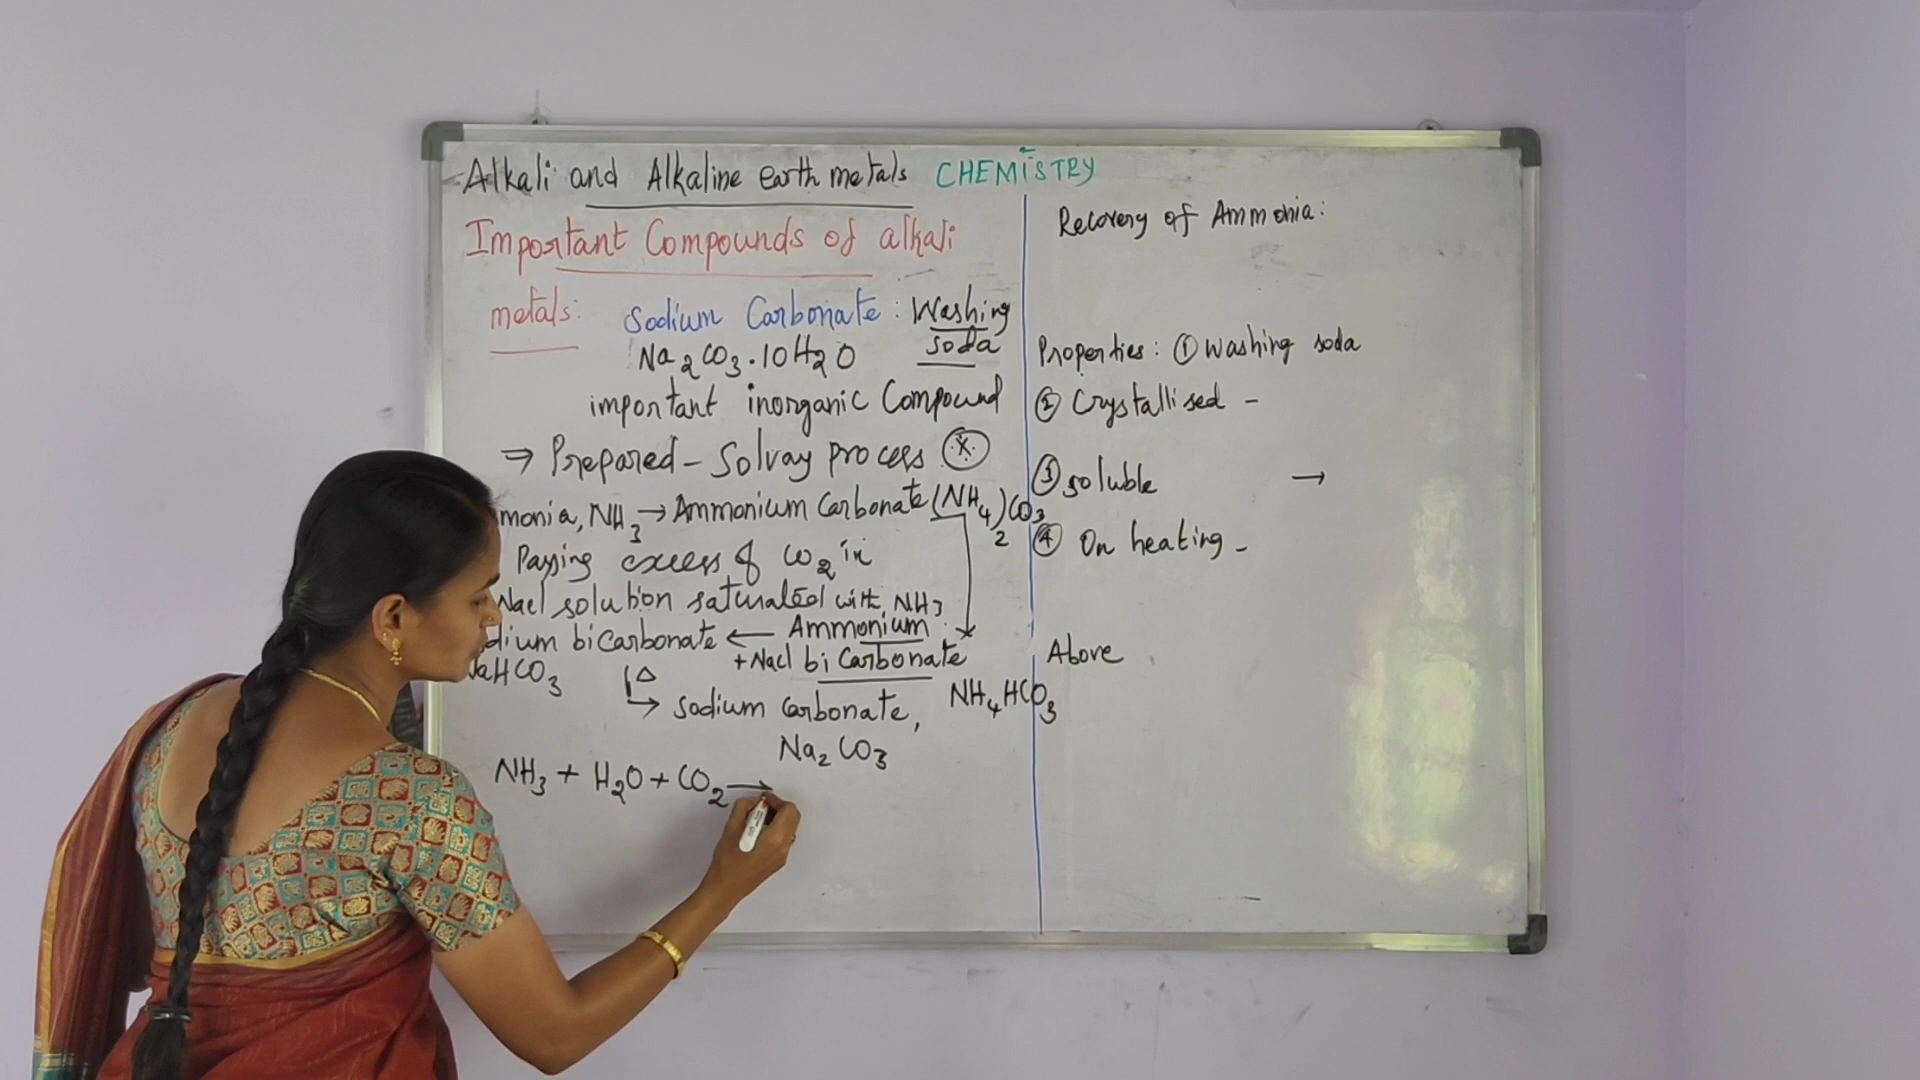 Alkali and Alkaline earth metals CHEMISTRY
Important Compounds of alkali
metals: Sodium Carbonate: Washing
soda
Na2CO3.10H2O
important inorganic Compound
⇒ Prepared - Solvay process *
monia, NH3 → Ammonium Carbonate (NH4)2CO3
Passing excess of CO2 in
Nacl solution saturated with NH3
dium bicarbonate ← Ammonium
+Nacl bi Carbonate
aHCO3 Δ NH4HCO3
→ sodium carbonate,
Na2CO3
NH3 + H2O + CO2 →
Recovery of Ammonia:
Properties: ① Washing soda
② Crystallised -
③ soluble →
④ On heating -
Above